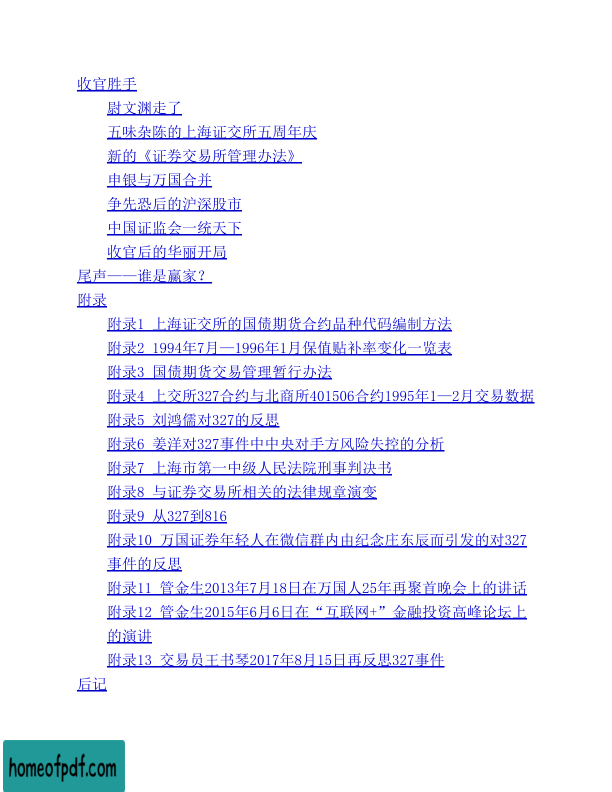 收官胜手
尉文渊走了
五味杂陈的上海证交所五周年庆
新的《证券交易所管理办法》
申银与万国合并
争先恐后的沪深股市
中国证监会一统天下
收官后的华丽开局
尾声——谁是赢家？
附录
附录1 上海证交所的国债期货合约品种代码编制方法
附录2 1994年7月—1996年1月保值贴补率变化一览表
附录3 国债期货交易管理暂行办法
附录4 上交所327合约与北商所401506合约1995年1—2月交易数据
附录5 刘鸿儒对327的反思
附录6 姜洋对327事件中中央对手方风险失控的分析
附录7 上海市第一中级人民法院刑事判决书
附录8 与证券交易所相关的法律规章演变
附录9 从327到816
附录10 万国证券年轻人在微信群内由纪念庄东辰而引发的对327
事件的反思
附录11 管金生2013年7月18日在万国人25年再聚首晚会上的讲话
附录12 管金生2015年6月6日在“互联网+”金融投资高峰论坛上
的演讲
附录13 交易员王书琴2017年8月15日再反思327事件
后记
homeofpdf.com